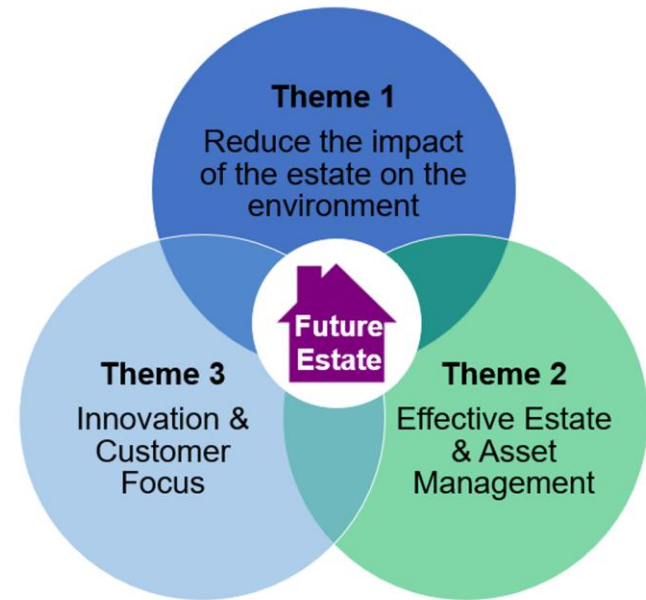 Theme 1
Reduce the impact
of the estate on the
environment
Future
Estate
Theme 3
Innovation &
Customer
Focus
Theme 2
Effective Estate
& Asset
Management